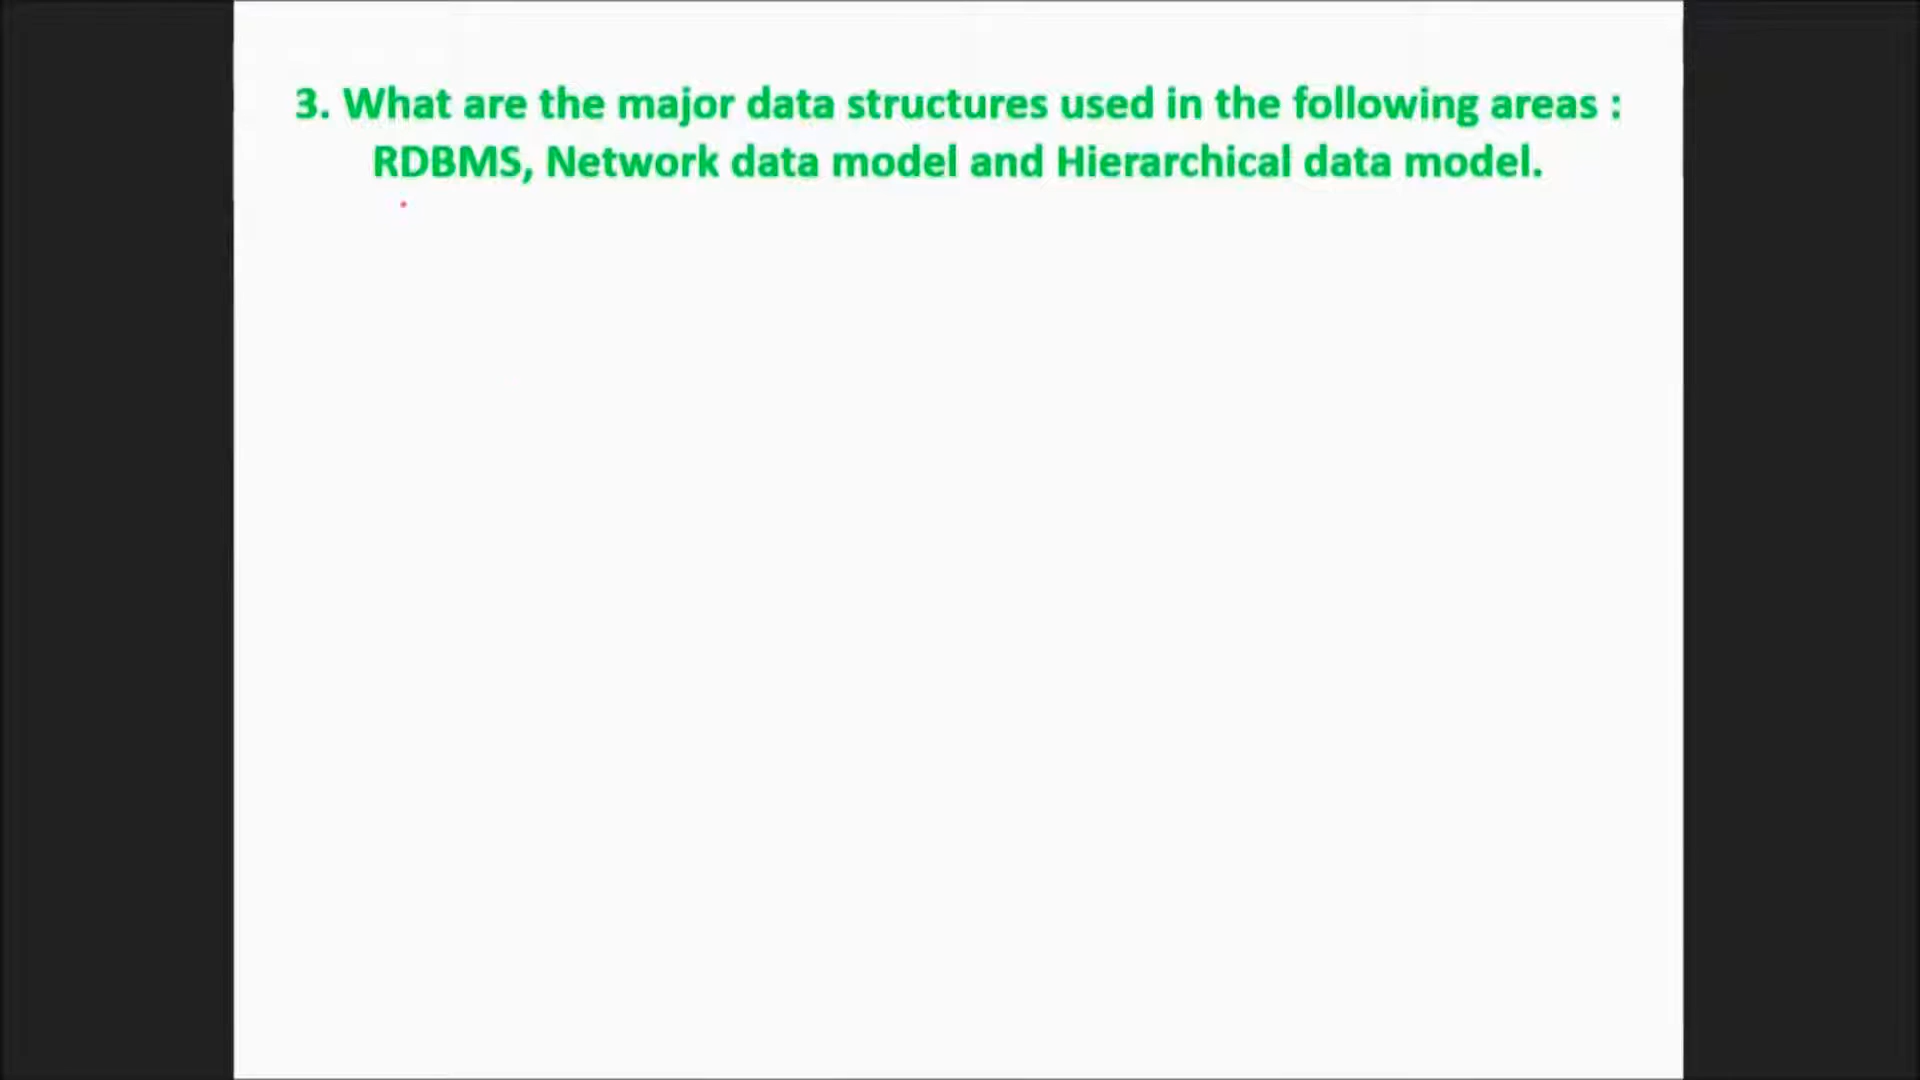 3. What are the major data structures used in the following areas :
RDBMS, Network data model and Hierarchical data model.